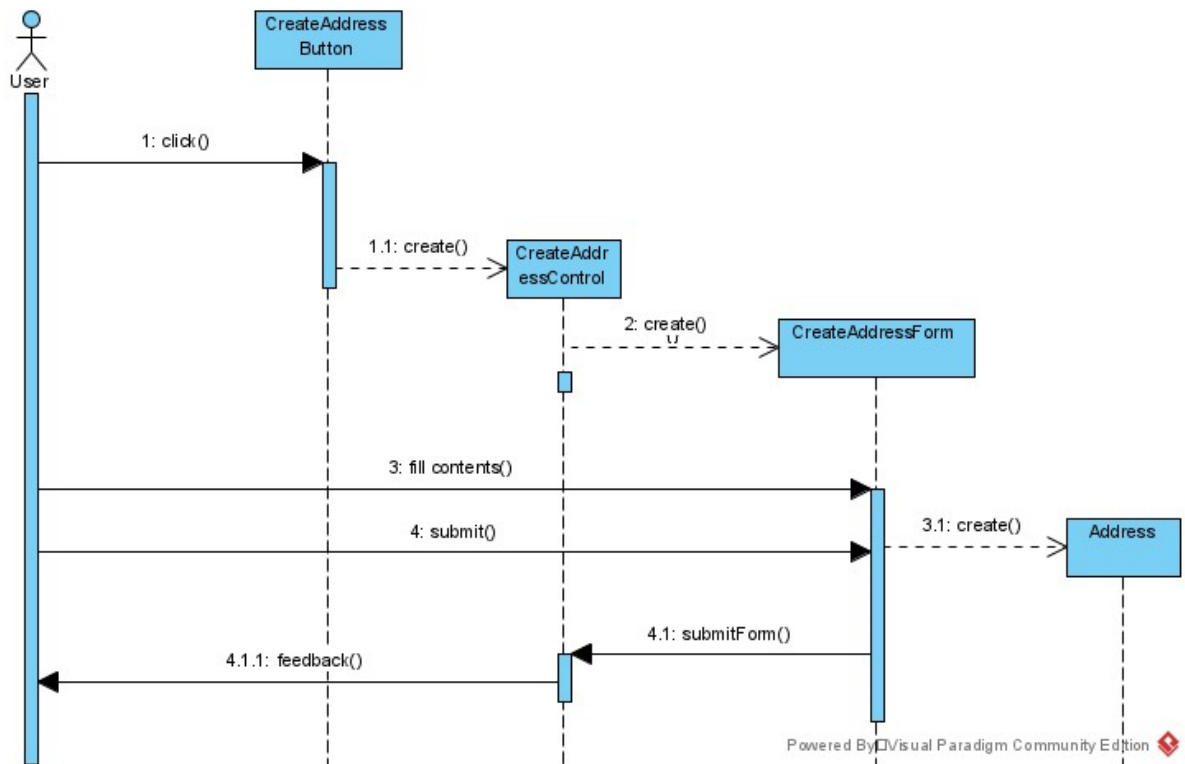 CreateAddress
Button
User
1: click()
1.1: create()
CreateAddr
essControl
2: create()
CreateAddressForm
3: fill contents()
4: submit()
3.1: create()
Address
4.1: submitForm()
4.1.1: feedback()
Powered By□Visual Paradigm Community Edition